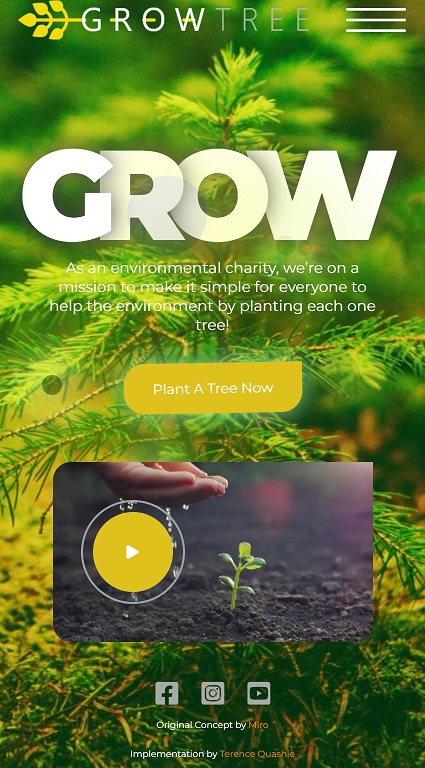 GROWTREE
GROW
As an environmental charity, we're on a
mission to make it simple for everyone to
help the environment by planting each one
tree!
Plant A Tree Now
Original Concept by Miro
Implementation by Terence Quashie